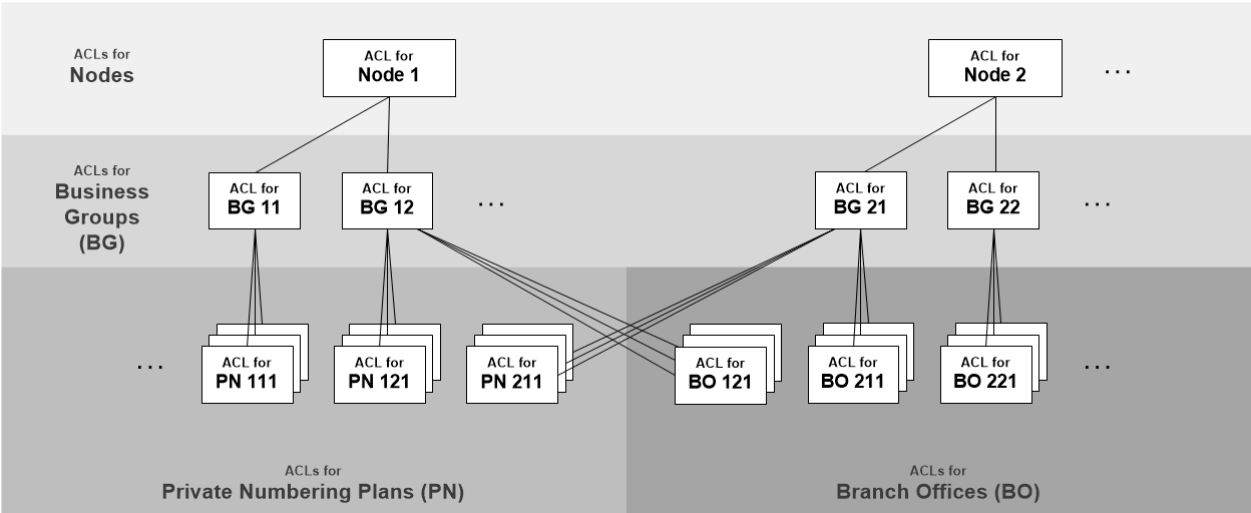 ACLs for
Nodes
ACL for
Node 1
ACL for
Node 2
...
ACLs for
Business
Groups
(BG)
ACL for
BG 11
ACL for
BG 12
...
ACL for
BG 21
ACL for
BG 22
...
...
ACL for
PN 111
ACL for
PN 121
ACL for
PN 211
ACL for
BO 121
ACL for
BO 211
ACL for
BO 221
...
ACLs for
Private Numbering Plans (PN)
ACLs for
Branch Offices (BO)